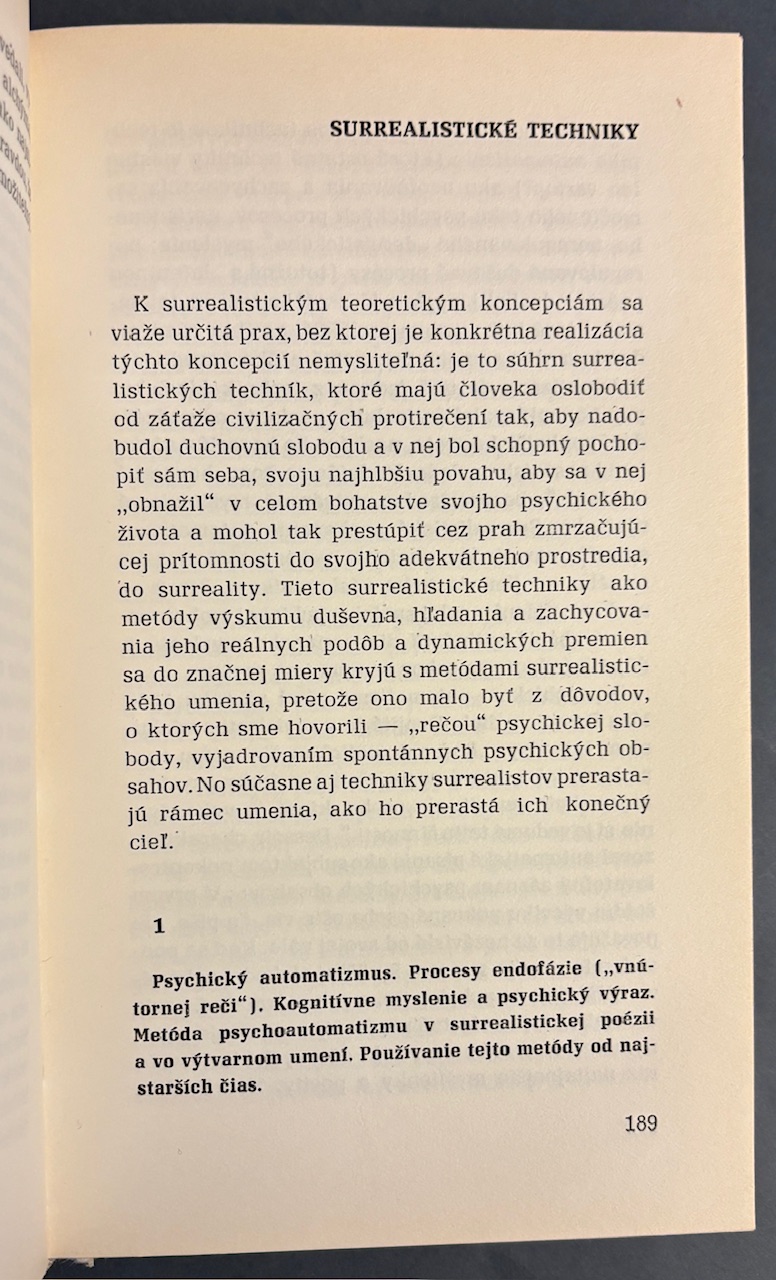 SURREALISTICKÉ TECHNIKY
K surrealistickým teoretickým koncepciám sa
viaže určitá prax, bez ktorej je konkrétna realizácia
týchto koncepcií nemysliteľná: je to súhrn surrea-
listických techník, ktoré majú človeka oslobodiť
od záťaže civilizačných protirečení tak, aby nado-
budol duchovnú slobodu a v nej bol schopný pocho-
piť sám seba, svoju najhlbšiu povahu, aby sa v nej
„obnažil“ v celom bohatstve svojho psychického
života a mohol tak prestúpiť cez prah zmrzačujú-
cej prítomnosti do svojho adekvátneho prostredia,
do surreality. Tieto surrealistické techniky ako
metódy výskumu duševna, hľadania a zachycova-
nia jeho reálnych podôb a dynamických premien
sa do značnej miery kryjú s metódami surrealistic-
kého umenia, pretože ono malo byť z dôvodov,
o ktorých sme hovorili — „rečou“ psychickej slo-
body, vyjadrovaním spontánnych psychických ob-
sahov. No súčasne aj techniky surrealistov prerasta-
jú rámec umenia, ako ho prerastá ich konečný
cieľ.
1
Psychický automatizmus. Procesy endofázie („vnú-
tornej reči“). Kognitívne myslenie a psychický výraz.
Metóda psychoautomatizmu v surrealistickej poézii
a vo výtvarnom umení. Používanie tejto metódy od naj-
starších čias.
189